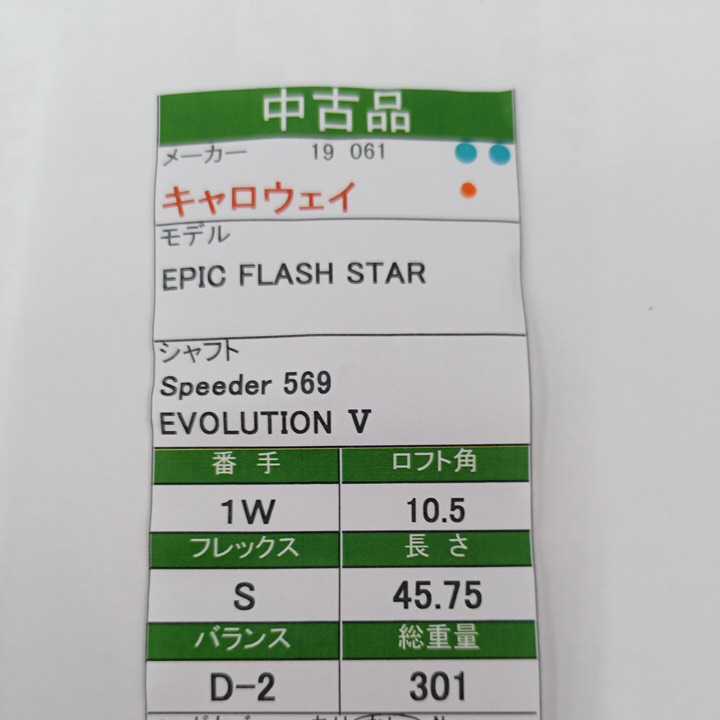 中古品
メーカー 19 061
キャロウェイ
モデル
EPIC FLASH STAR
シャフト
Speeder 569
EVOLUTION Ⅴ
番 手 ロフト角
1W 10.5
フレックス 長 さ
S 45.75
バランス 総重量
D-2 301